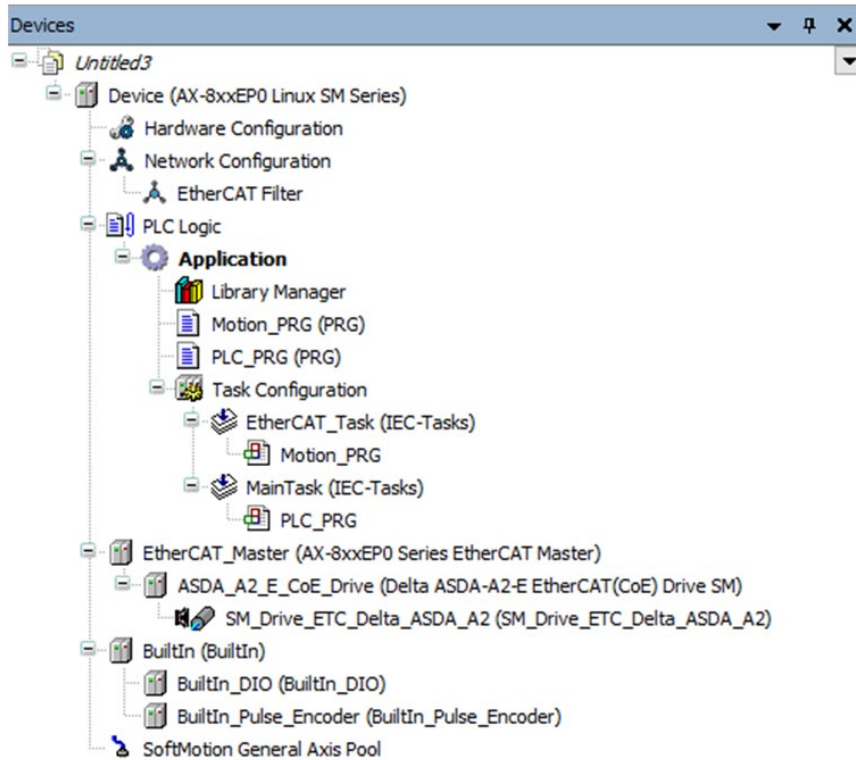 Devices
Untitled3
Device (AX-8xxEP0 Linux SM Series)
Hardware Configuration
Network Configuration
EtherCAT Filter
PLC Logic
Application
Library Manager
Motion_PRG (PRG)
PLC_PRG (PRG)
Task Configuration
EtherCAT_Task (IEC-Tasks)
Motion_PRG
MainTask (IEC-Tasks)
PLC_PRG
EtherCAT_Master (AX-8xxEP0 Series EtherCAT Master)
ASDA_A2_E_CoE_Drive (Delta ASDA-A2-E EtherCAT(CoE) Drive SM)
SM_Drive_ETC_Delta_ASDA_A2 (SM_Drive_ETC_Delta_ASDA_A2)
BuiltIn (BuiltIn)
BuiltIn_DIO (BuiltIn_DIO)
BuiltIn_Pulse_Encoder (BuiltIn_Pulse_Encoder)
SoftMotion General Axis Pool